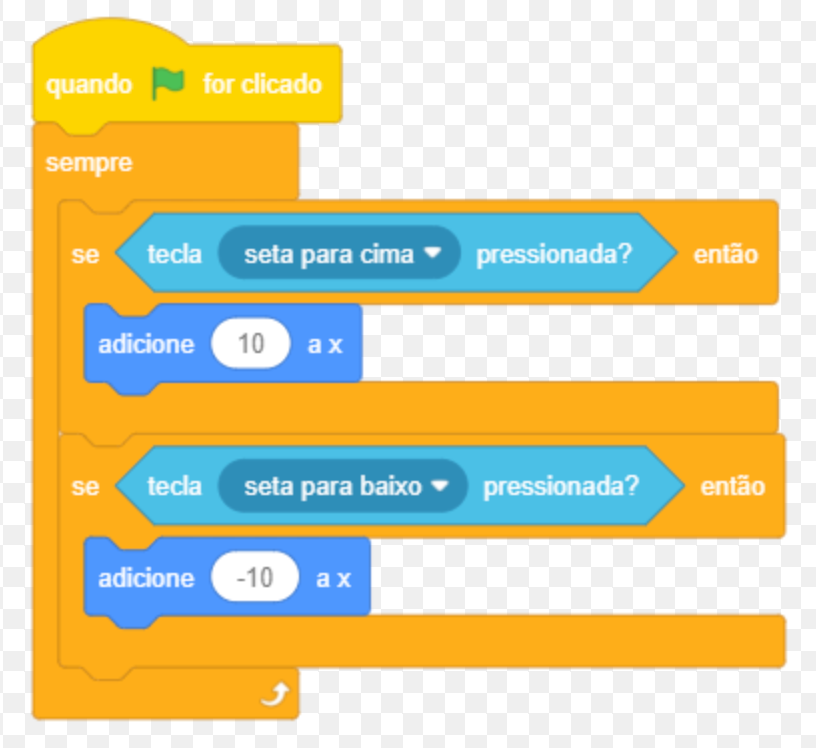 quando for clicado
sempre
se tecla seta para cima pressionada? então
adicione 10 a x
se tecla seta para baixo pressionada? então
adicione -10 a x